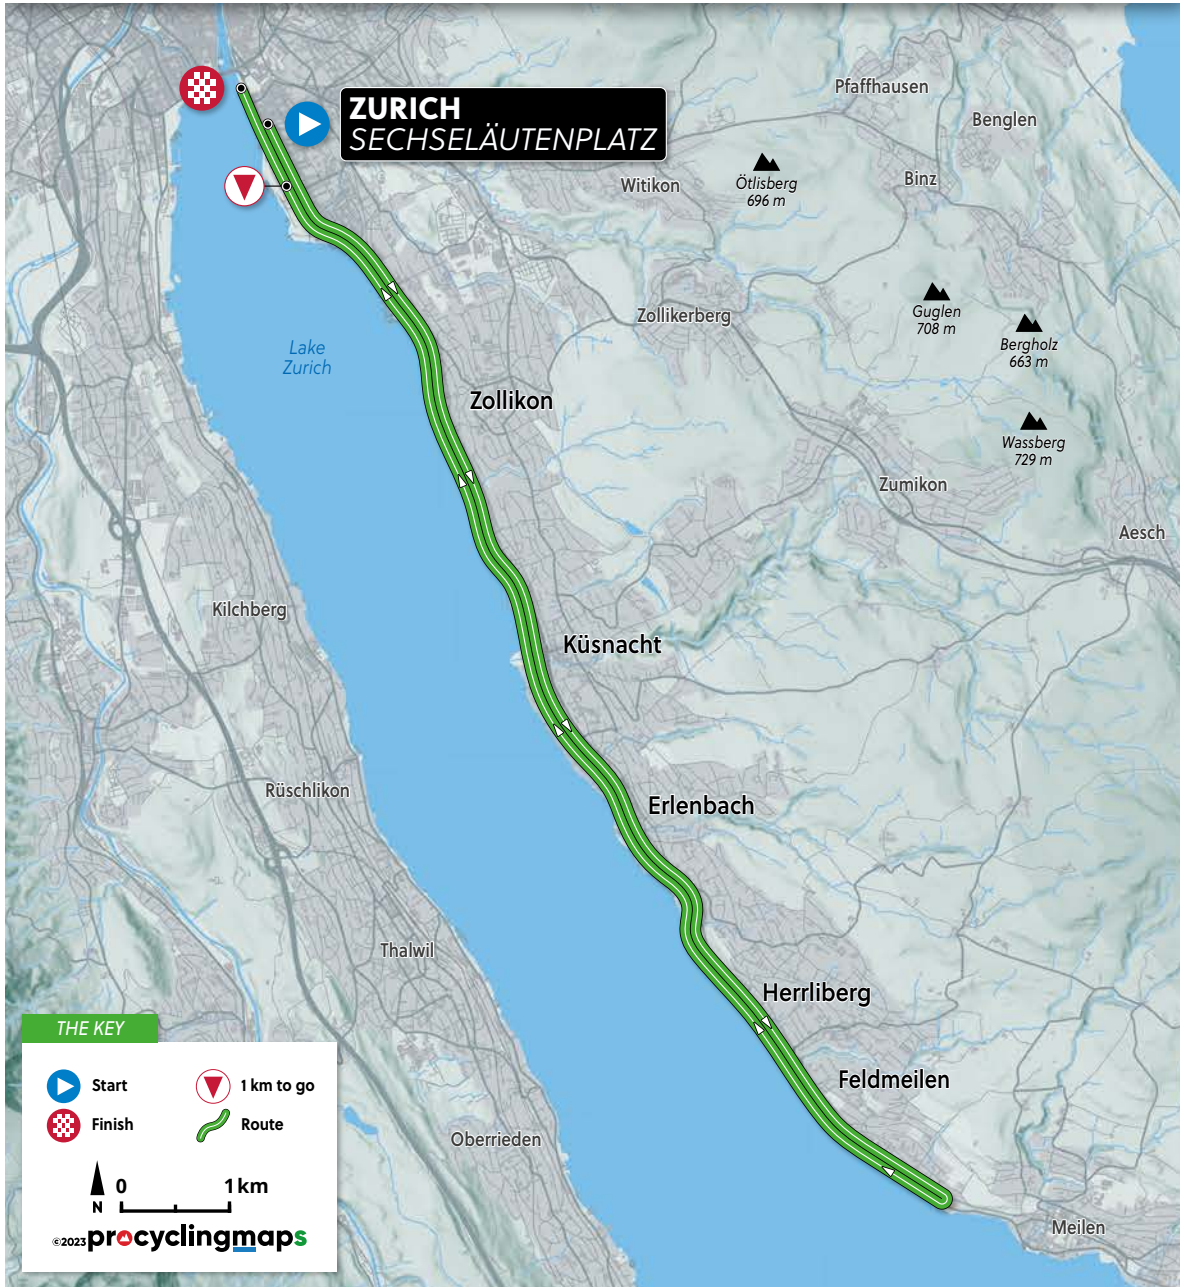 ZURICH
SECHSELÄUTENPLATZ
Pfaffhausen
Benglen
Witikon
Ötlisberg
696 m
Binz
Zollikerberg
Guglen
708 m
Bergholz
663 m
Lake
Zurich
Zollikon
Wassberg
729 m
Zumikon
Aesch
Kilchberg
Küsnacht
Rüschlikon
Erlenbach
Thalwil
Herrliberg
Feldmeilen
Oberrieden
Meilen
THE KEY
Start
1 km to go
Finish
Route
N
0 1 km
©2023 procyclingmaps